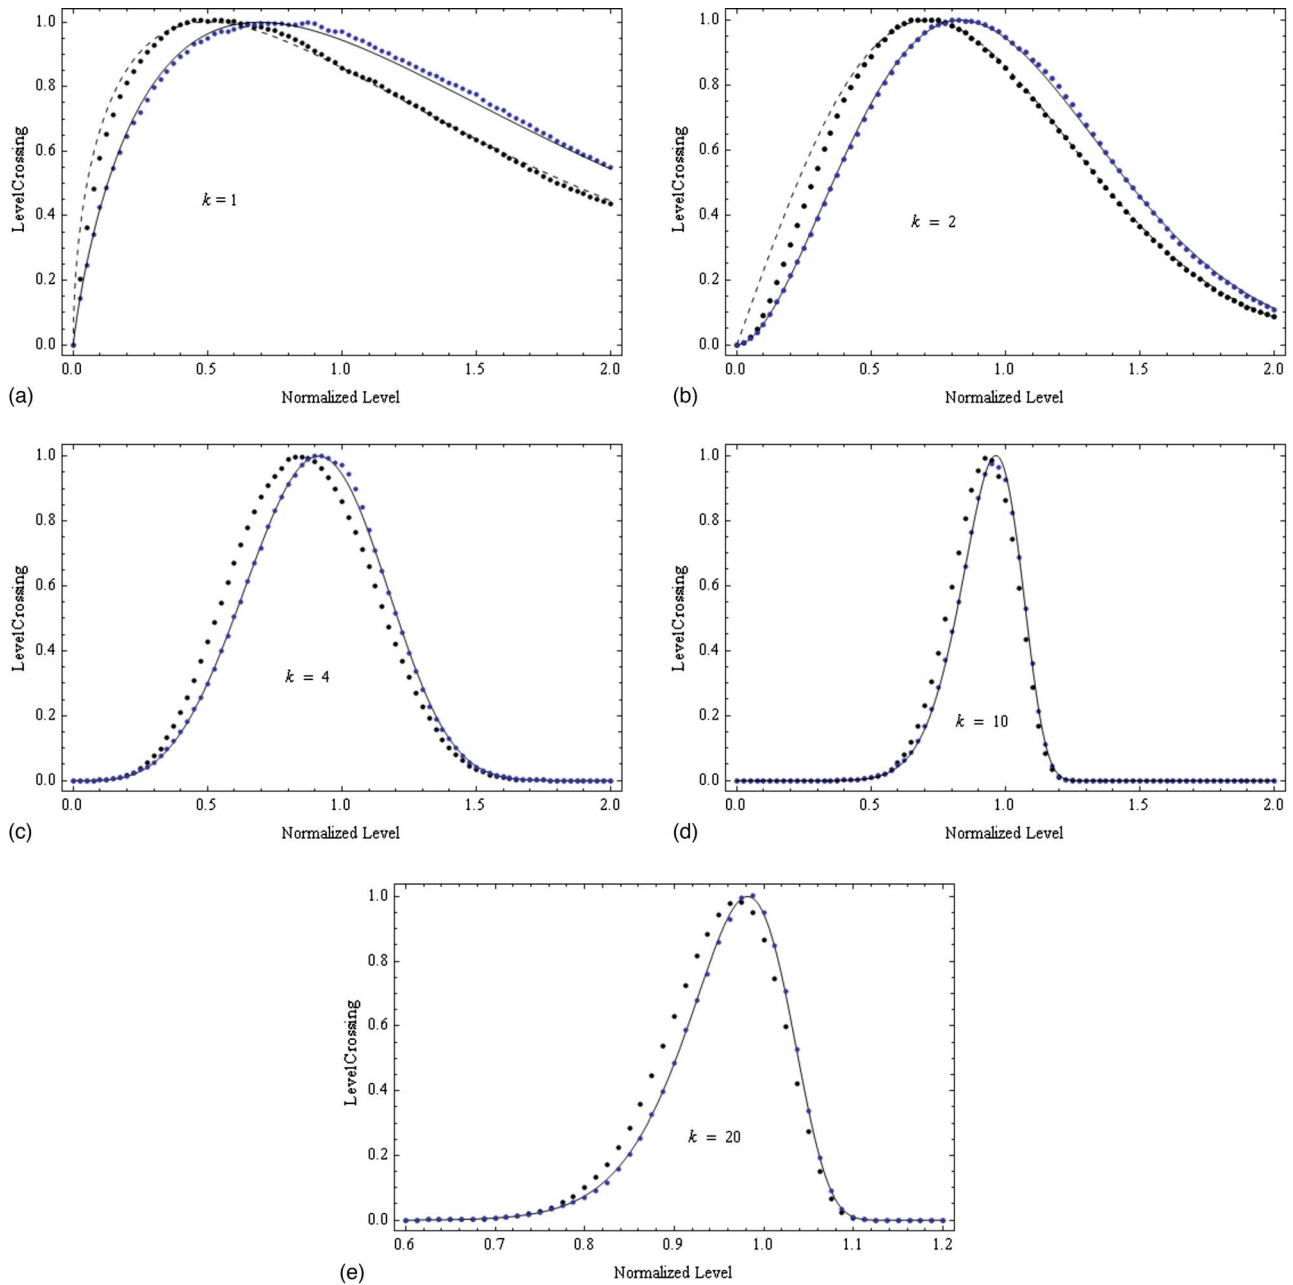 1.0
0.8
0.6
0.4
0.2
0.0
LevelCrossing
k = 1
0.0 0.5 1.0 1.5 2.0
Normalized Level
(a)
1.0
0.8
0.6
0.4
0.2
0.0
LevelCrossing
k = 2
0.0 0.5 1.0 1.5 2.0
Normalized Level
(b)
1.0
0.8
0.6
0.4
0.2
0.0
LevelCrossing
k = 4
0.0 0.5 1.0 1.5 2.0
Normalized Level
(c)
1.0
0.8
0.6
0.4
0.2
0.0
LevelCrossing
k = 10
0.0 0.5 1.0 1.5 2.0
Normalized Level
(d)
1.0
0.8
0.6
0.4
0.2
0.0
LevelCrossing
k = 20
0.6 0.7 0.8 0.9 1.0 1.1 1.2
Normalized Level
(e)